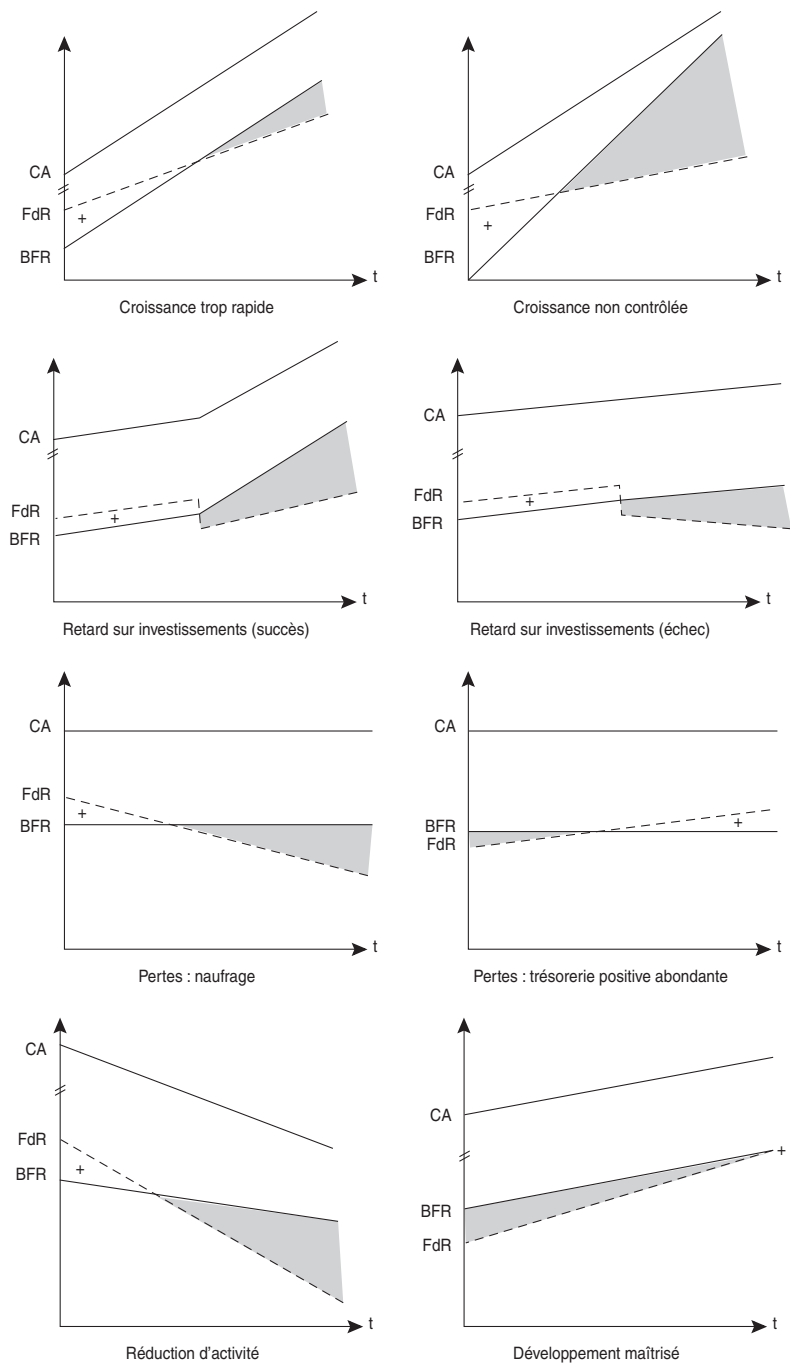 CA
FdR
+
BFR
t
Croissance trop rapide
CA
FdR
+
BFR
t
Croissance non contrôlée
CA
FdR
+
BFR
t
Retard sur investissements (succès)
CA
FdR
+
BFR
t
Retard sur investissements (échec)
CA
FdR
+
BFR
t
Pertes : naufrage
CA
BFR
+
FdR
t
Pertes : trésorerie positive abondante
CA
FdR
+
BFR
t
Réduction d'activité
CA
+
BFR
FdR
t
Développement maîtrisé